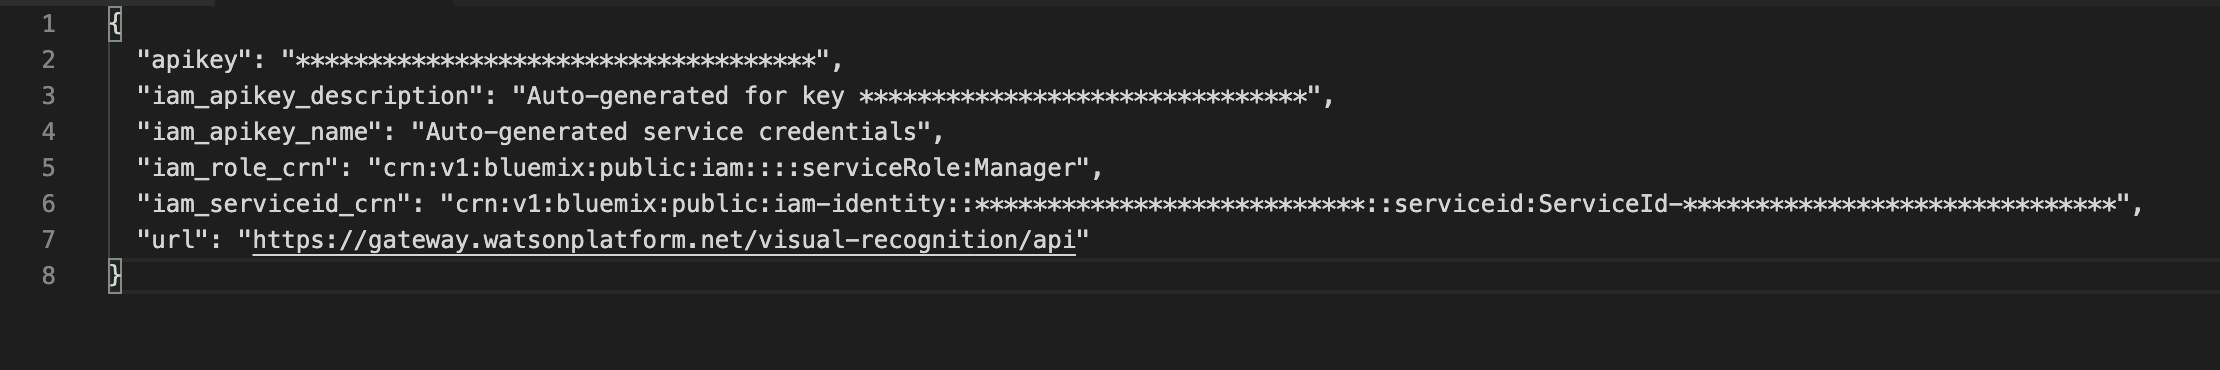 1 {
2 "apikey": "************************************",
3 "iam_apikey_description": "Auto-generated for key *******************************",
4 "iam_apikey_name": "Auto-generated service credentials",
5 "iam_role_crn": "crn:v1:bluemix:public:iam::::serviceRole:Manager",
6 "iam_serviceid_crn": "crn:v1:bluemix:public:iam-identity::***************************::serviceid:ServiceId-******************************",
7 "url": "https://gateway.watsonplatform.net/visual-recognition/api"
8 }